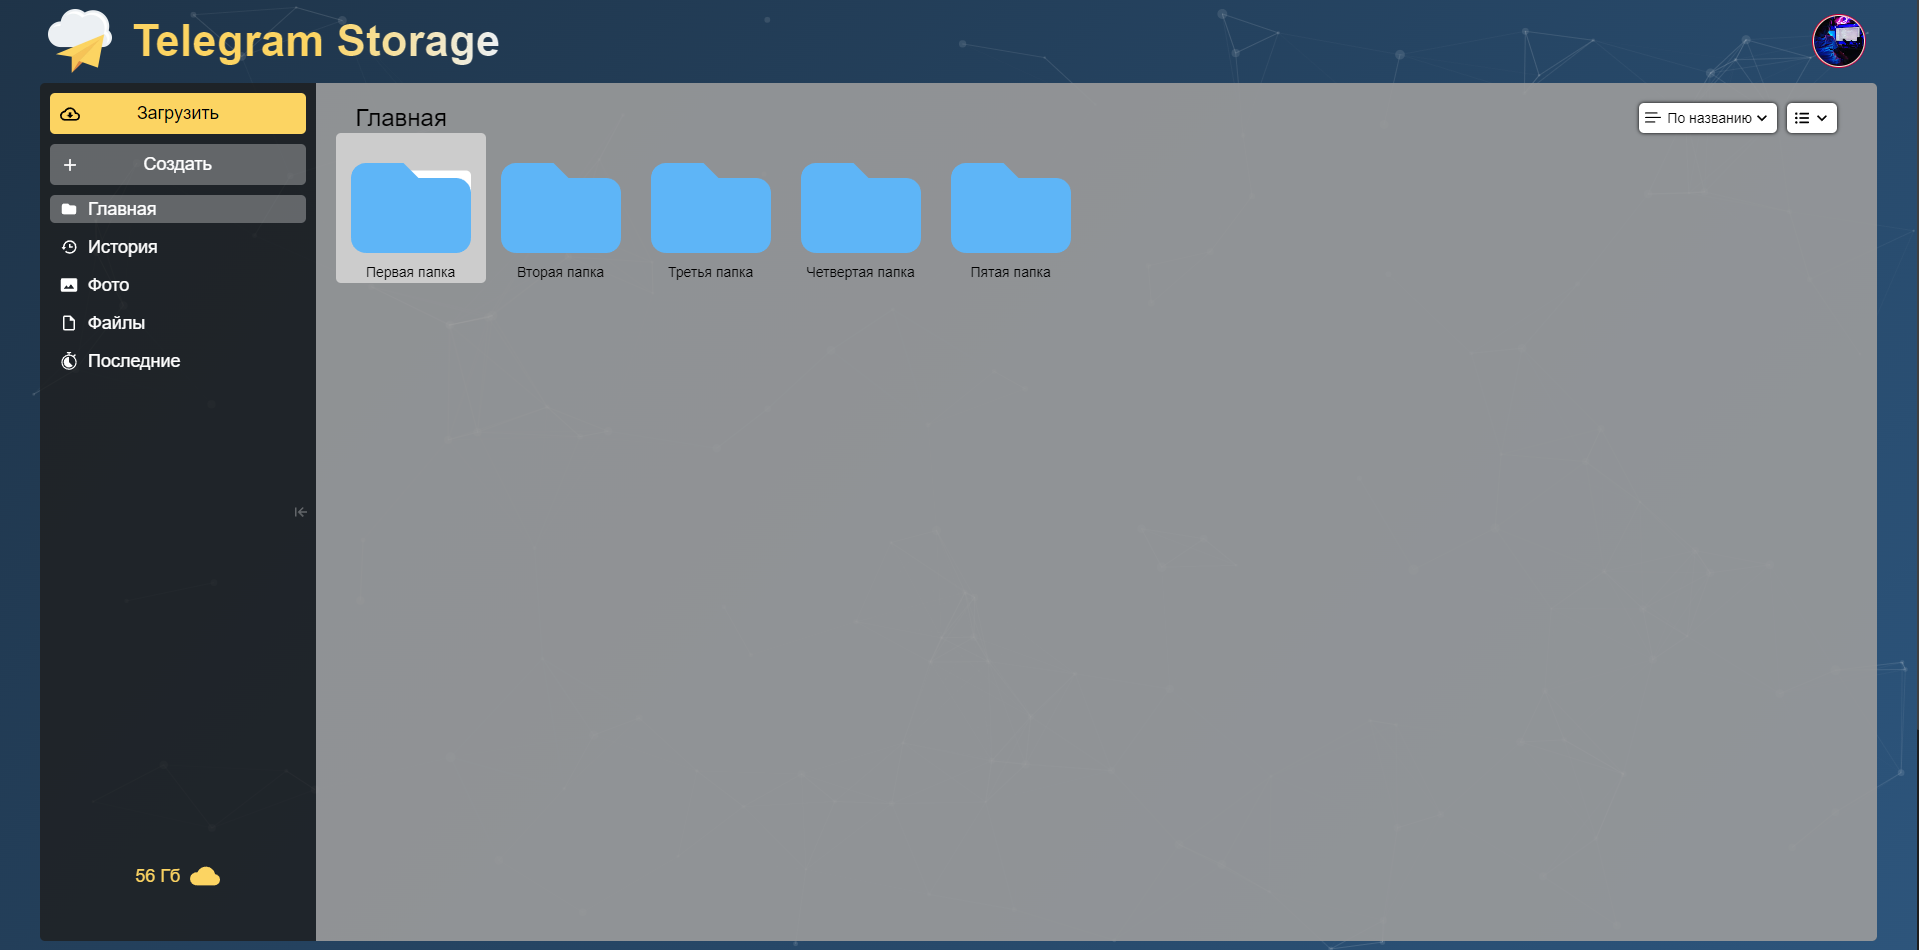 Telegram Storage
Загрузить
Создать
Главная
История
Фото
Файлы
Последние
56 Гб
Главная
По названию
Первая папка
Вторая папка
Третья папка
Четвертая папка
Пятая папка